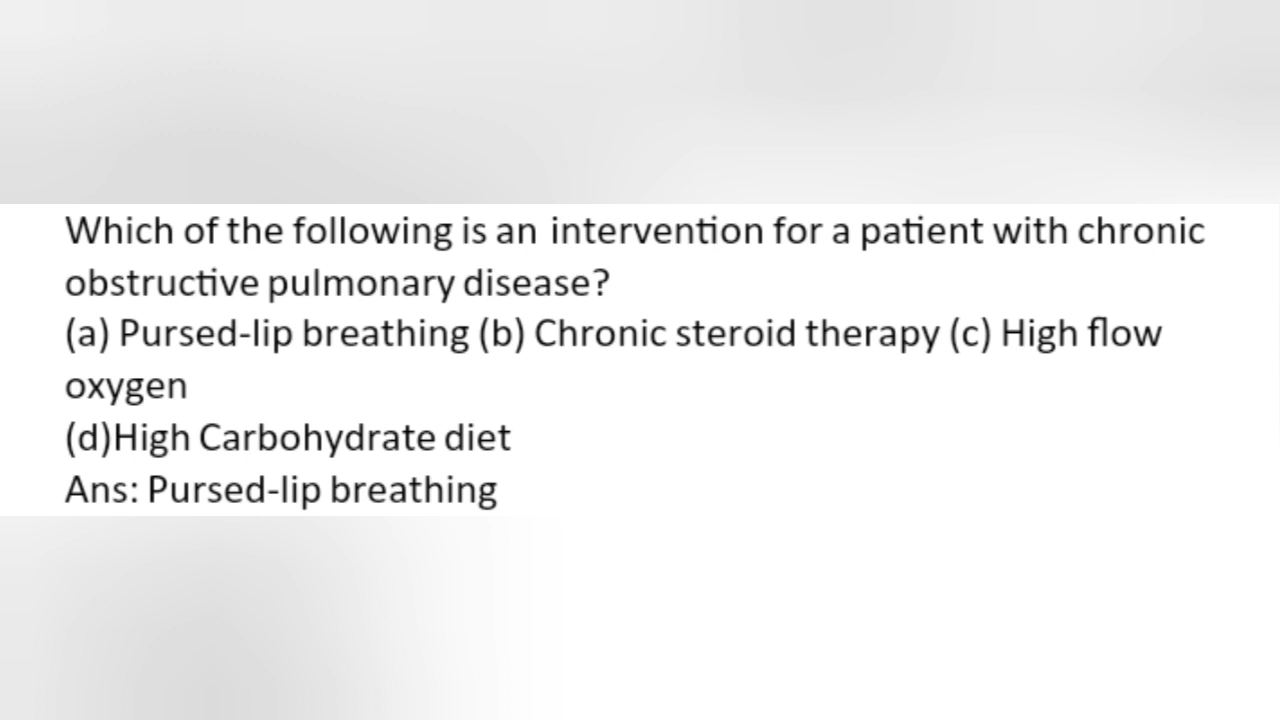 Which of the following is an intervention for a patient with chronic
obstructive pulmonary disease?
(a) Pursed-lip breathing (b) Chronic steroid therapy (c) High flow
oxygen
(d)High Carbohydrate diet
Ans: Pursed-lip breathing